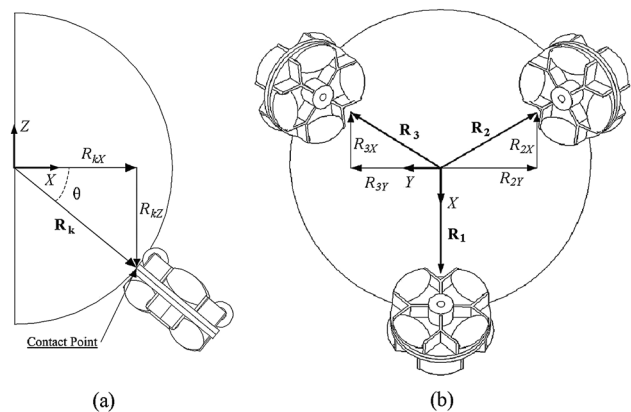 Z
R_kX
X
θ
R_k
R_kZ
Contact Point
(a)
R_3
R_2
R_3X
R_2X
R_3Y
Y
R_2Y
X
R_1
(b)